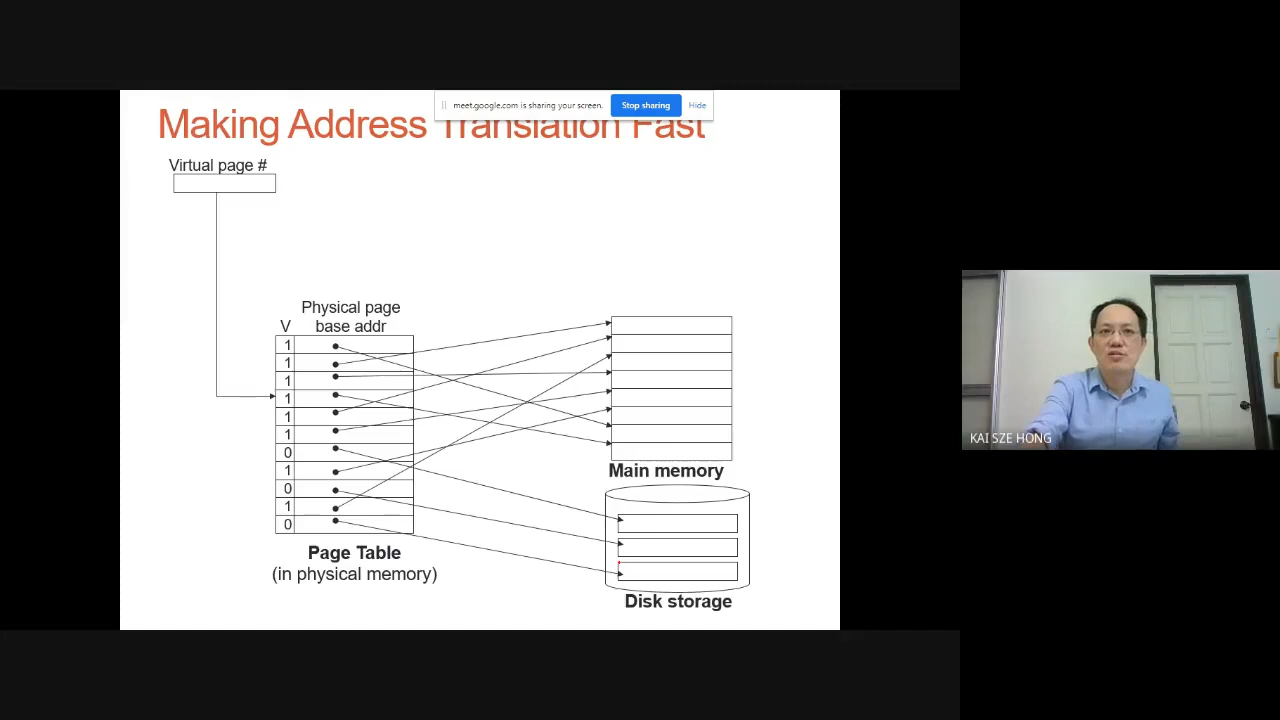 meet.google.com is sharing your screen. Stop sharing Hide
Making Address Translation Fast
Virtual page #
Physical page
V base addr
1
1
1
1
1
1
0
1
0
1
0
Main memory
Page Table
(in physical memory)
Disk storage
KAI SZE HONG